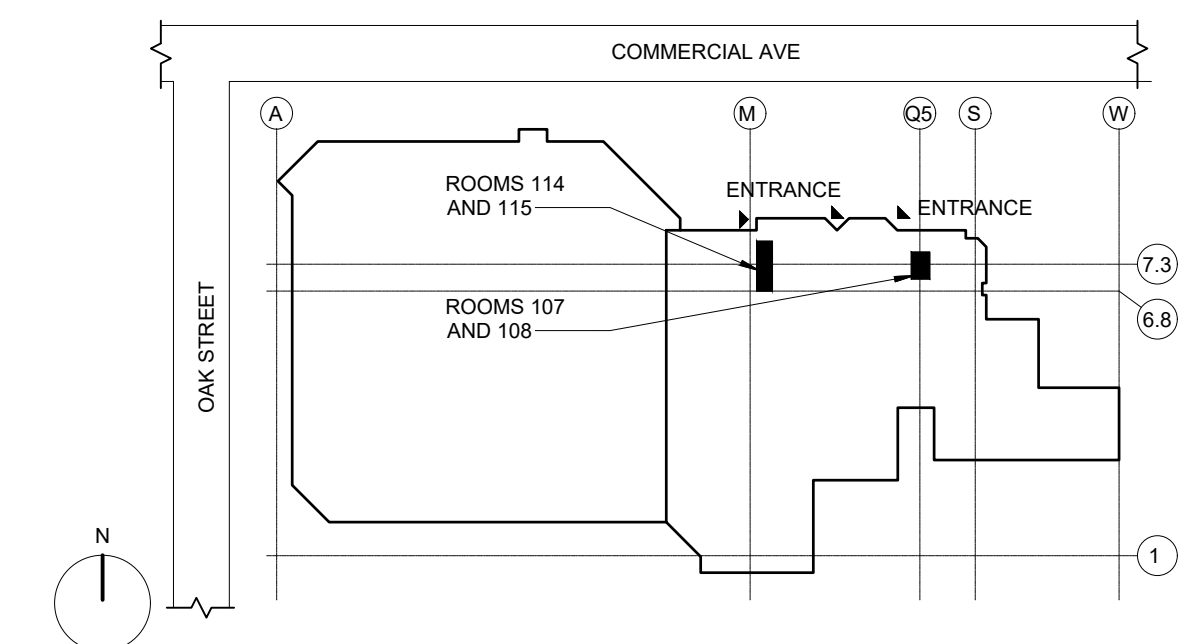 COMMERCIAL AVE
A
M
Q5
S
W
ROOMS 114
AND 115
ENTRANCE
ENTRANCE
7.3
ROOMS 107
AND 108
6.8
OAK STREET
N
1